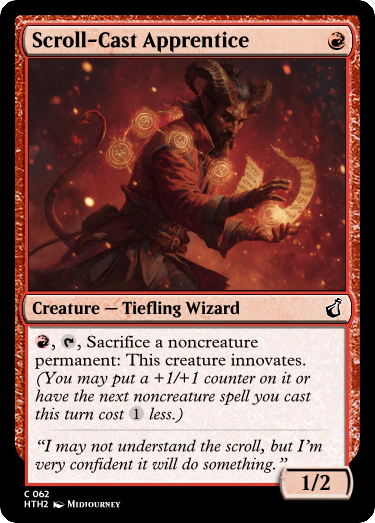 Scroll-Cast Apprentice
Creature — Tiefling Wizard
, , Sacrifice a noncreature
permanent: This creature innovates.
(You may put a +1/+1 counter on it or
have the next noncreature spell you cast
this turn cost 1 less.)
“I may not understand the scroll, but I’m
very confident it will do something.”
1/2
C 062
HTH2 Midjourney